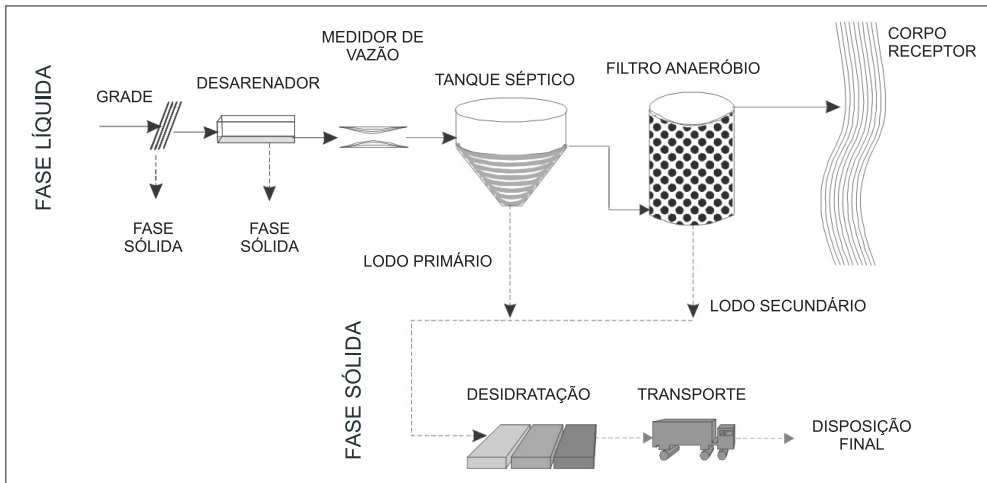 FASE LÍQUIDA
GRADE
DESARENADOR
MEDIDOR DE
VAZÃO
TANQUE SÉPTICO
FILTRO ANAERÓBIO
CORPO
RECEPTOR
FASE
SÓLIDA
FASE
SÓLIDA
LODO PRIMÁRIO
LODO SECUNDÁRIO
FASE SÓLIDA
DESIDRATAÇÃO
TRANSPORTE
DISPOSIÇÃO
FINAL